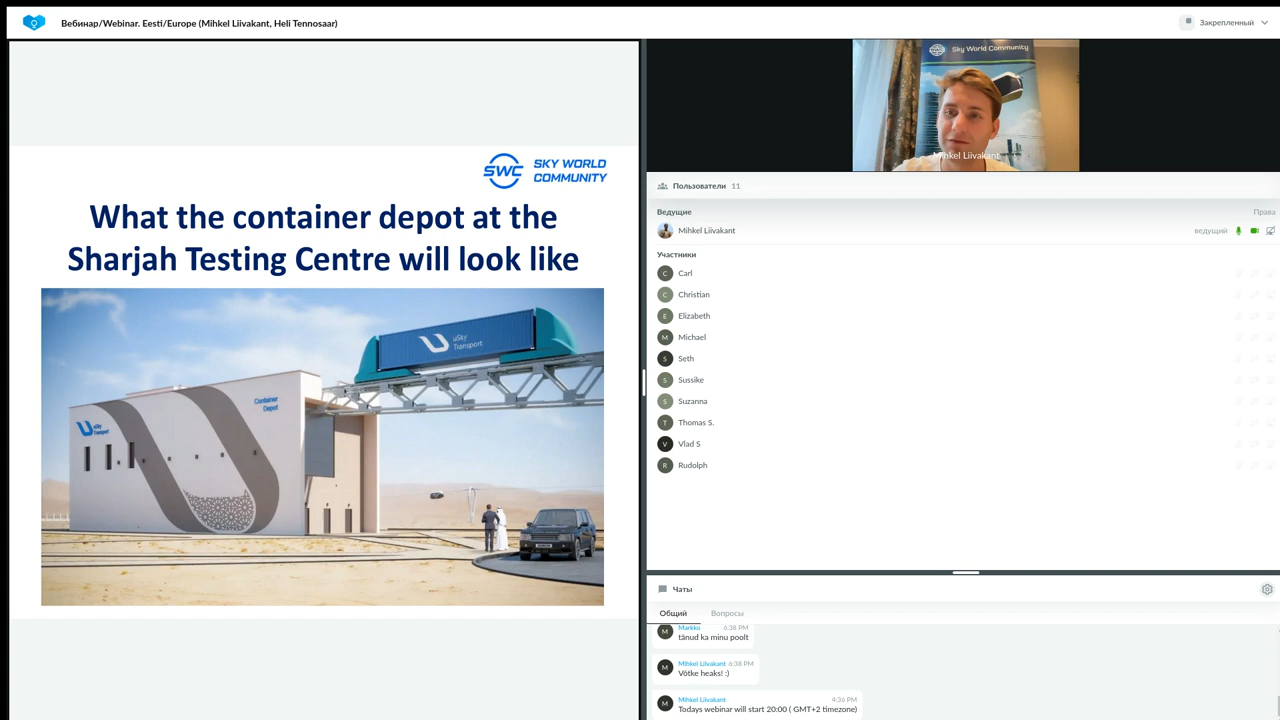 Вебинар/Webinar. Eesti/Europe (Mihkel Liivakant, Heli Tennosaar)
Закрепленный
SWC
SKY WORLD
COMMUNITY
What the container depot at the
Sharjah Testing Centre will look like
uSky
Transport
Container
Depot
uSky
Transport
Sky World Community
Mihkel Liivakant
Пользователи 11
Ведущие
Права
Mihkel Liivakant
ведущий
Участники
C Carl
C Christian
E Elizabeth
M Michael
S Seth
S Sussike
S Suzanna
T Thomas S.
V Vlad S
R Rudolph
Чаты
Общий
Вопросы
M Markko 6:38 PM
tänud ka minu poolt
M Mihkel Liivakant 6:38 PM
Võtke heaks! :)
M Mihkel Liivakant 4:36 PM
Todays webinar will start 20:00 ( GMT+2 timezone)